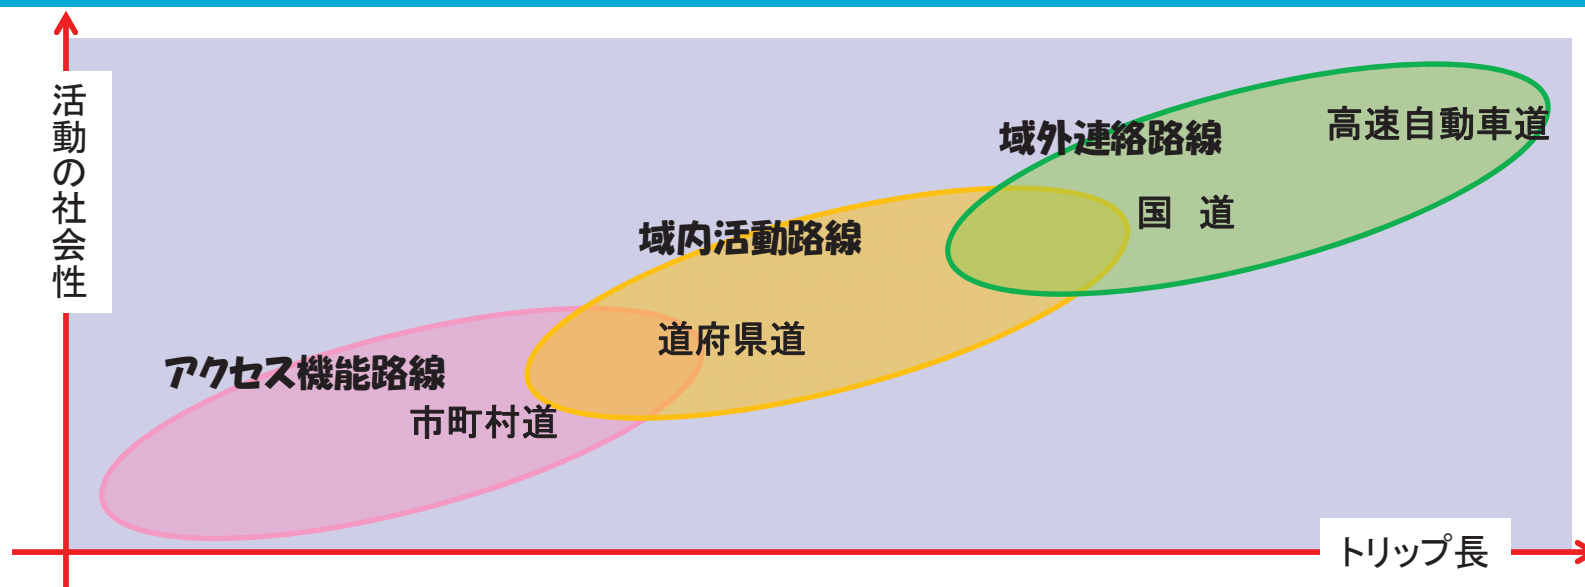 活動の社会性
高速自動車道
域外連絡路線
国 道
域内活動路線
道府県道
アクセス機能路線
市町村道
トリップ長